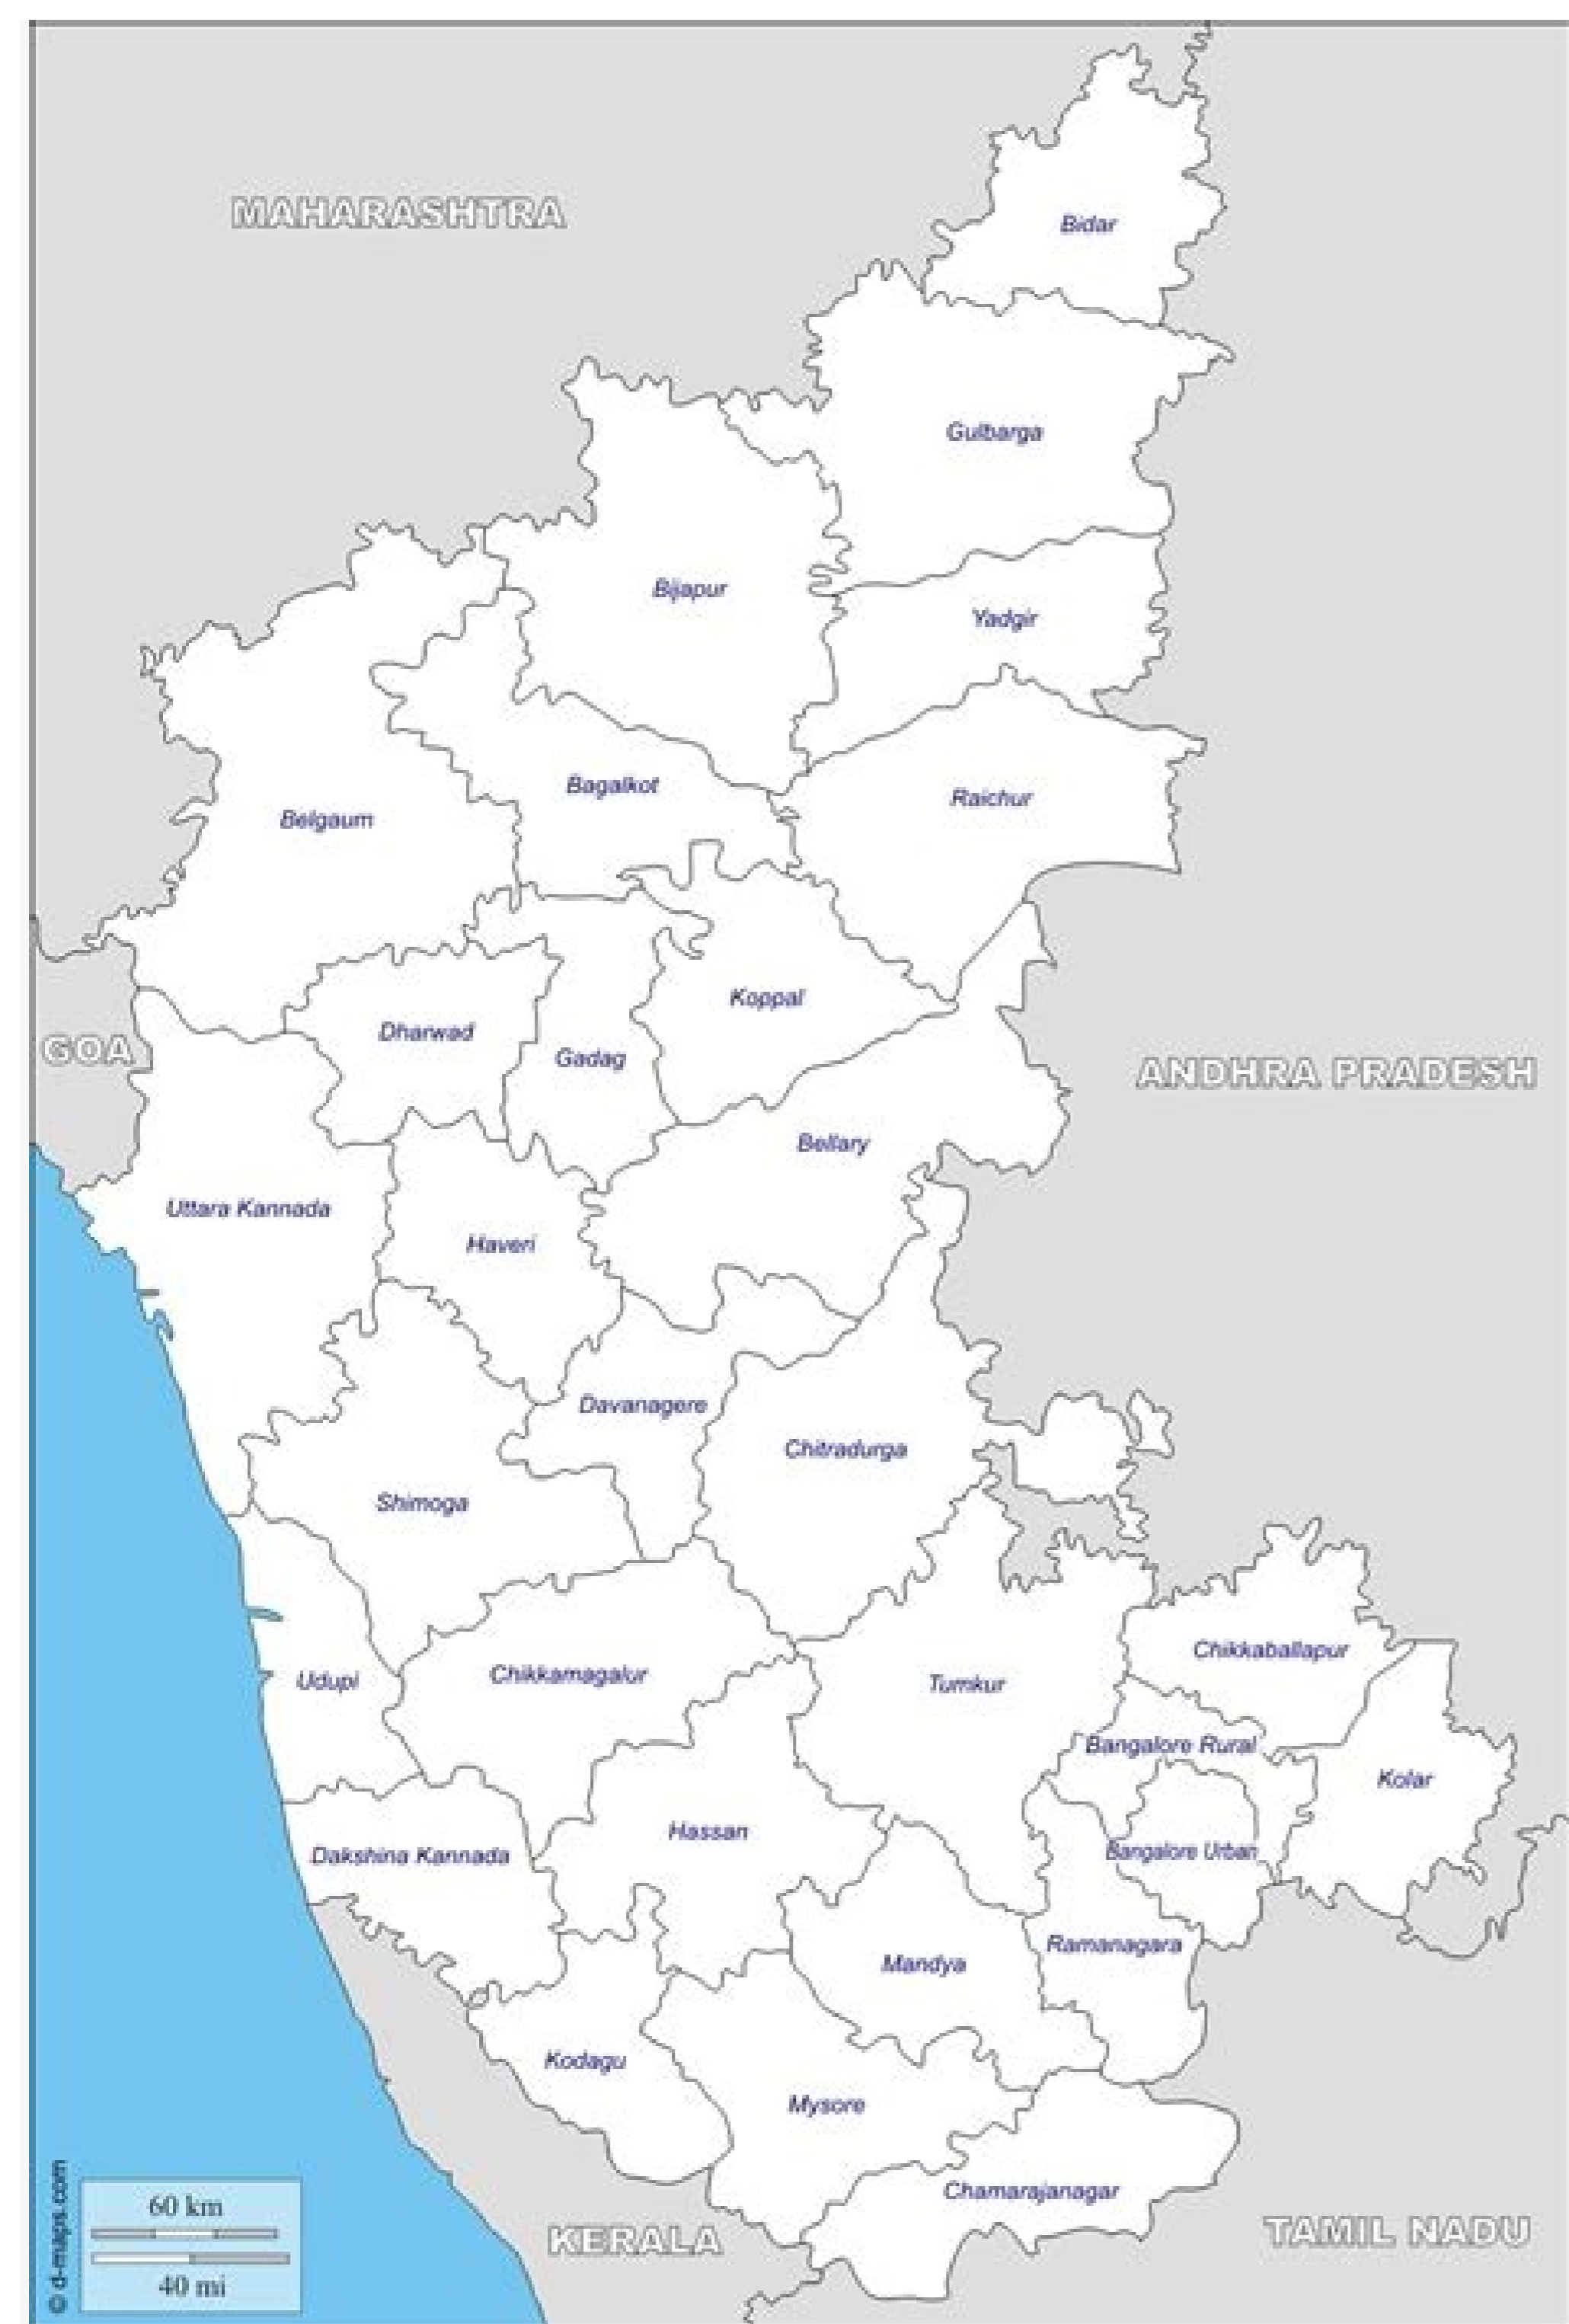 MAHARASHTRA
Bidar
Gulbarga
Bijapur
Yadgir
Bagalkot
Raichur
Belgaum
Koppal
Dharwad
GOA
Gadag
ANDHRA PRADESH
Bellary
Uttara Kannada
Haveri
Davanagere
Chitradurga
Shimoga
Chikkaballapur
Chikkamagalur
Udupi
Tumkur
Bangalore Rural
Kolar
Hassan
Bangalore Urban
Dakshina Kannada
Ramanagara
Mandya
Kodagu
Mysore
Chamarajanagar
60 km
40 mi
© d-maps.com
KERALA
TAMIL NADU